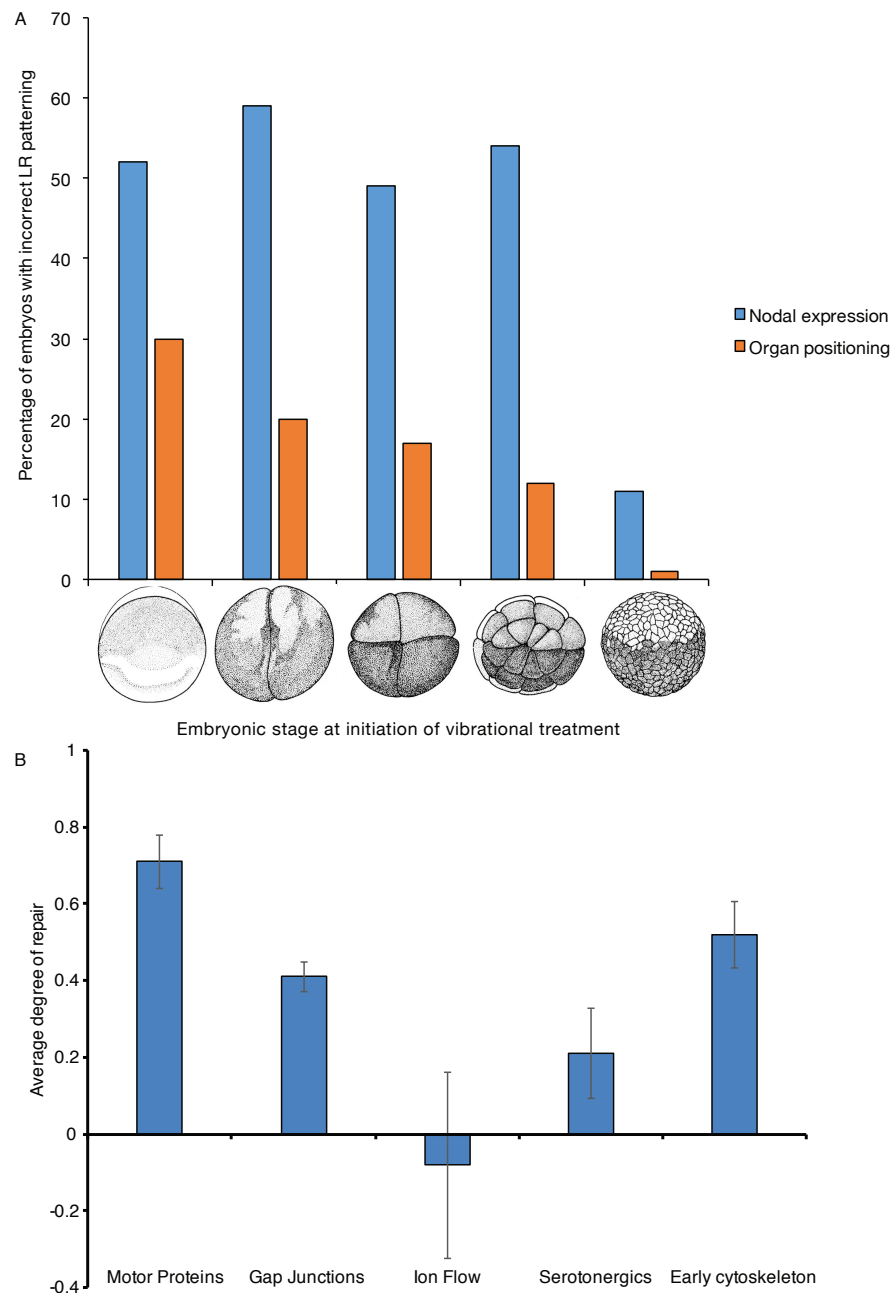 A
Percentage of embryos with incorrect LR patterning
70
60
50
40
30
20
10
0
Nodal expression
Organ positioning
Embryonic stage at initiation of vibrational treatment
B
Average degree of repair
1
0.8
0.6
0.4
0.2
0
-0.2
-0.4
Motor Proteins Gap Junctions Ion Flow Serotonergics Early cytoskeleton